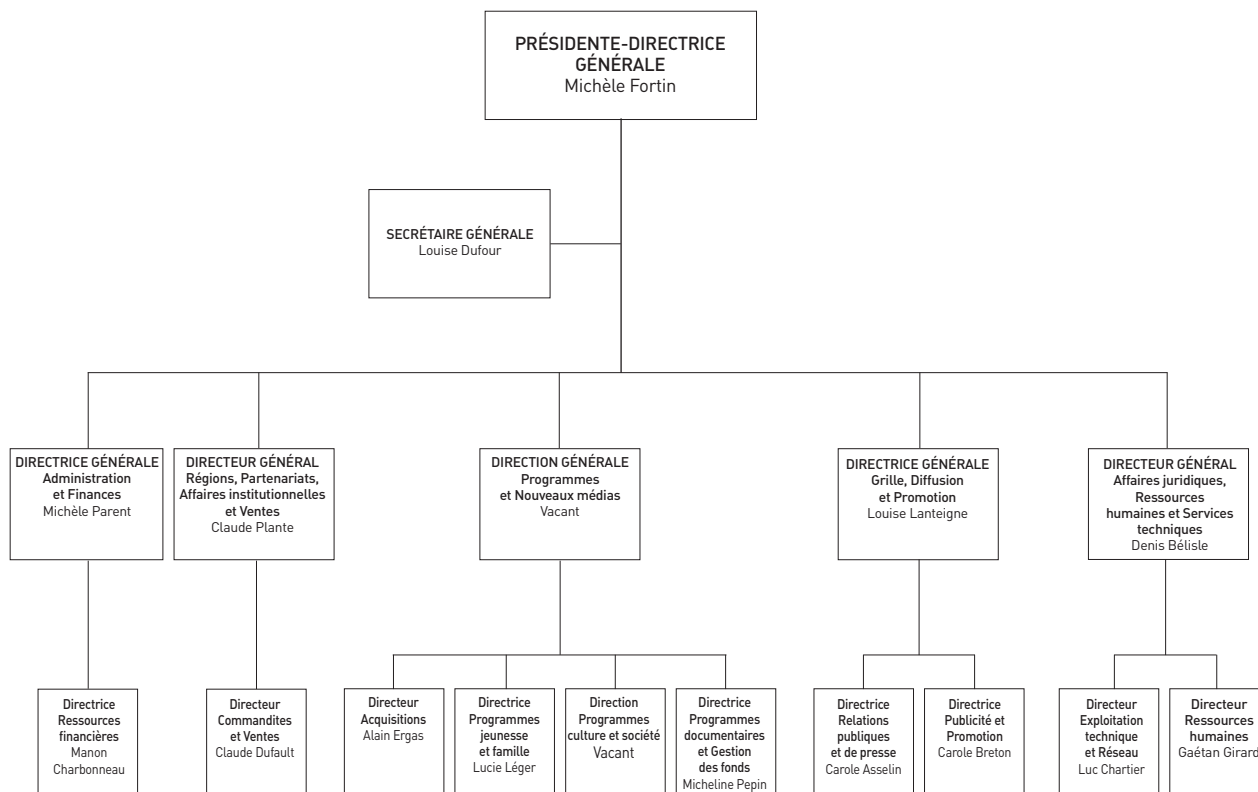 PRÉSIDENTE-DIRECTRICE
GÉNÉRALE
Michèle Fortin
SECRÉTAIRE GÉNÉRALE
Louise Dufour
DIRECTRICE GÉNÉRALE
Administration
et Finances
Michèle Parent
DIRECTEUR GÉNÉRAL
Régions, Partenariats,
Affaires institutionnelles
et Ventes
Claude Plante
DIRECTION GÉNÉRALE
Programmes
et Nouveaux médias
Vacant
DIRECTRICE GÉNÉRALE
Grille, Diffusion
et Promotion
Louise Lanteigne
DIRECTEUR GÉNÉRAL
Affaires juridiques,
Ressources
humaines et Services
techniques
Denis Bélisle
Directrice
Ressources
financières
Manon
Charbonneau
Directeur
Commandites
et Ventes
Claude Dufault
Directeur
Acquisitions
Alain Ergas
Directrice
Programmes
jeunesse
et famille
Lucie Léger
Direction
Programmes
culture et société
Vacant
Directrice
Programmes
documentaires
et Gestion
des fonds
Micheline Pepin
Directrice
Relations
publiques
et de presse
Carole Asselin
Directrice
Publicité et
Promotion
Carole Breton
Directeur
Exploitation
technique
et Réseau
Luc Chartier
Directeur
Ressources
humaines
Gaétan Girard